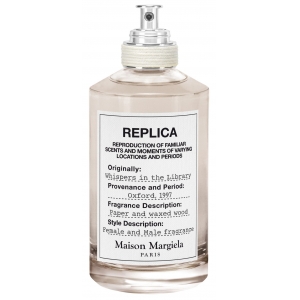 REPLICA
REPRODUCTION OF FAMILIAR
SCENTS AND MOMENTS OF VARYING
LOCATIONS AND PERIODS
Originally:
Whispers in the Library
Provenance and Period:
Oxford, 1997
Fragrance Description:
Paper and waxed wood
Style Description:
Female and Male fragrance
Maison Margiela
PARIS